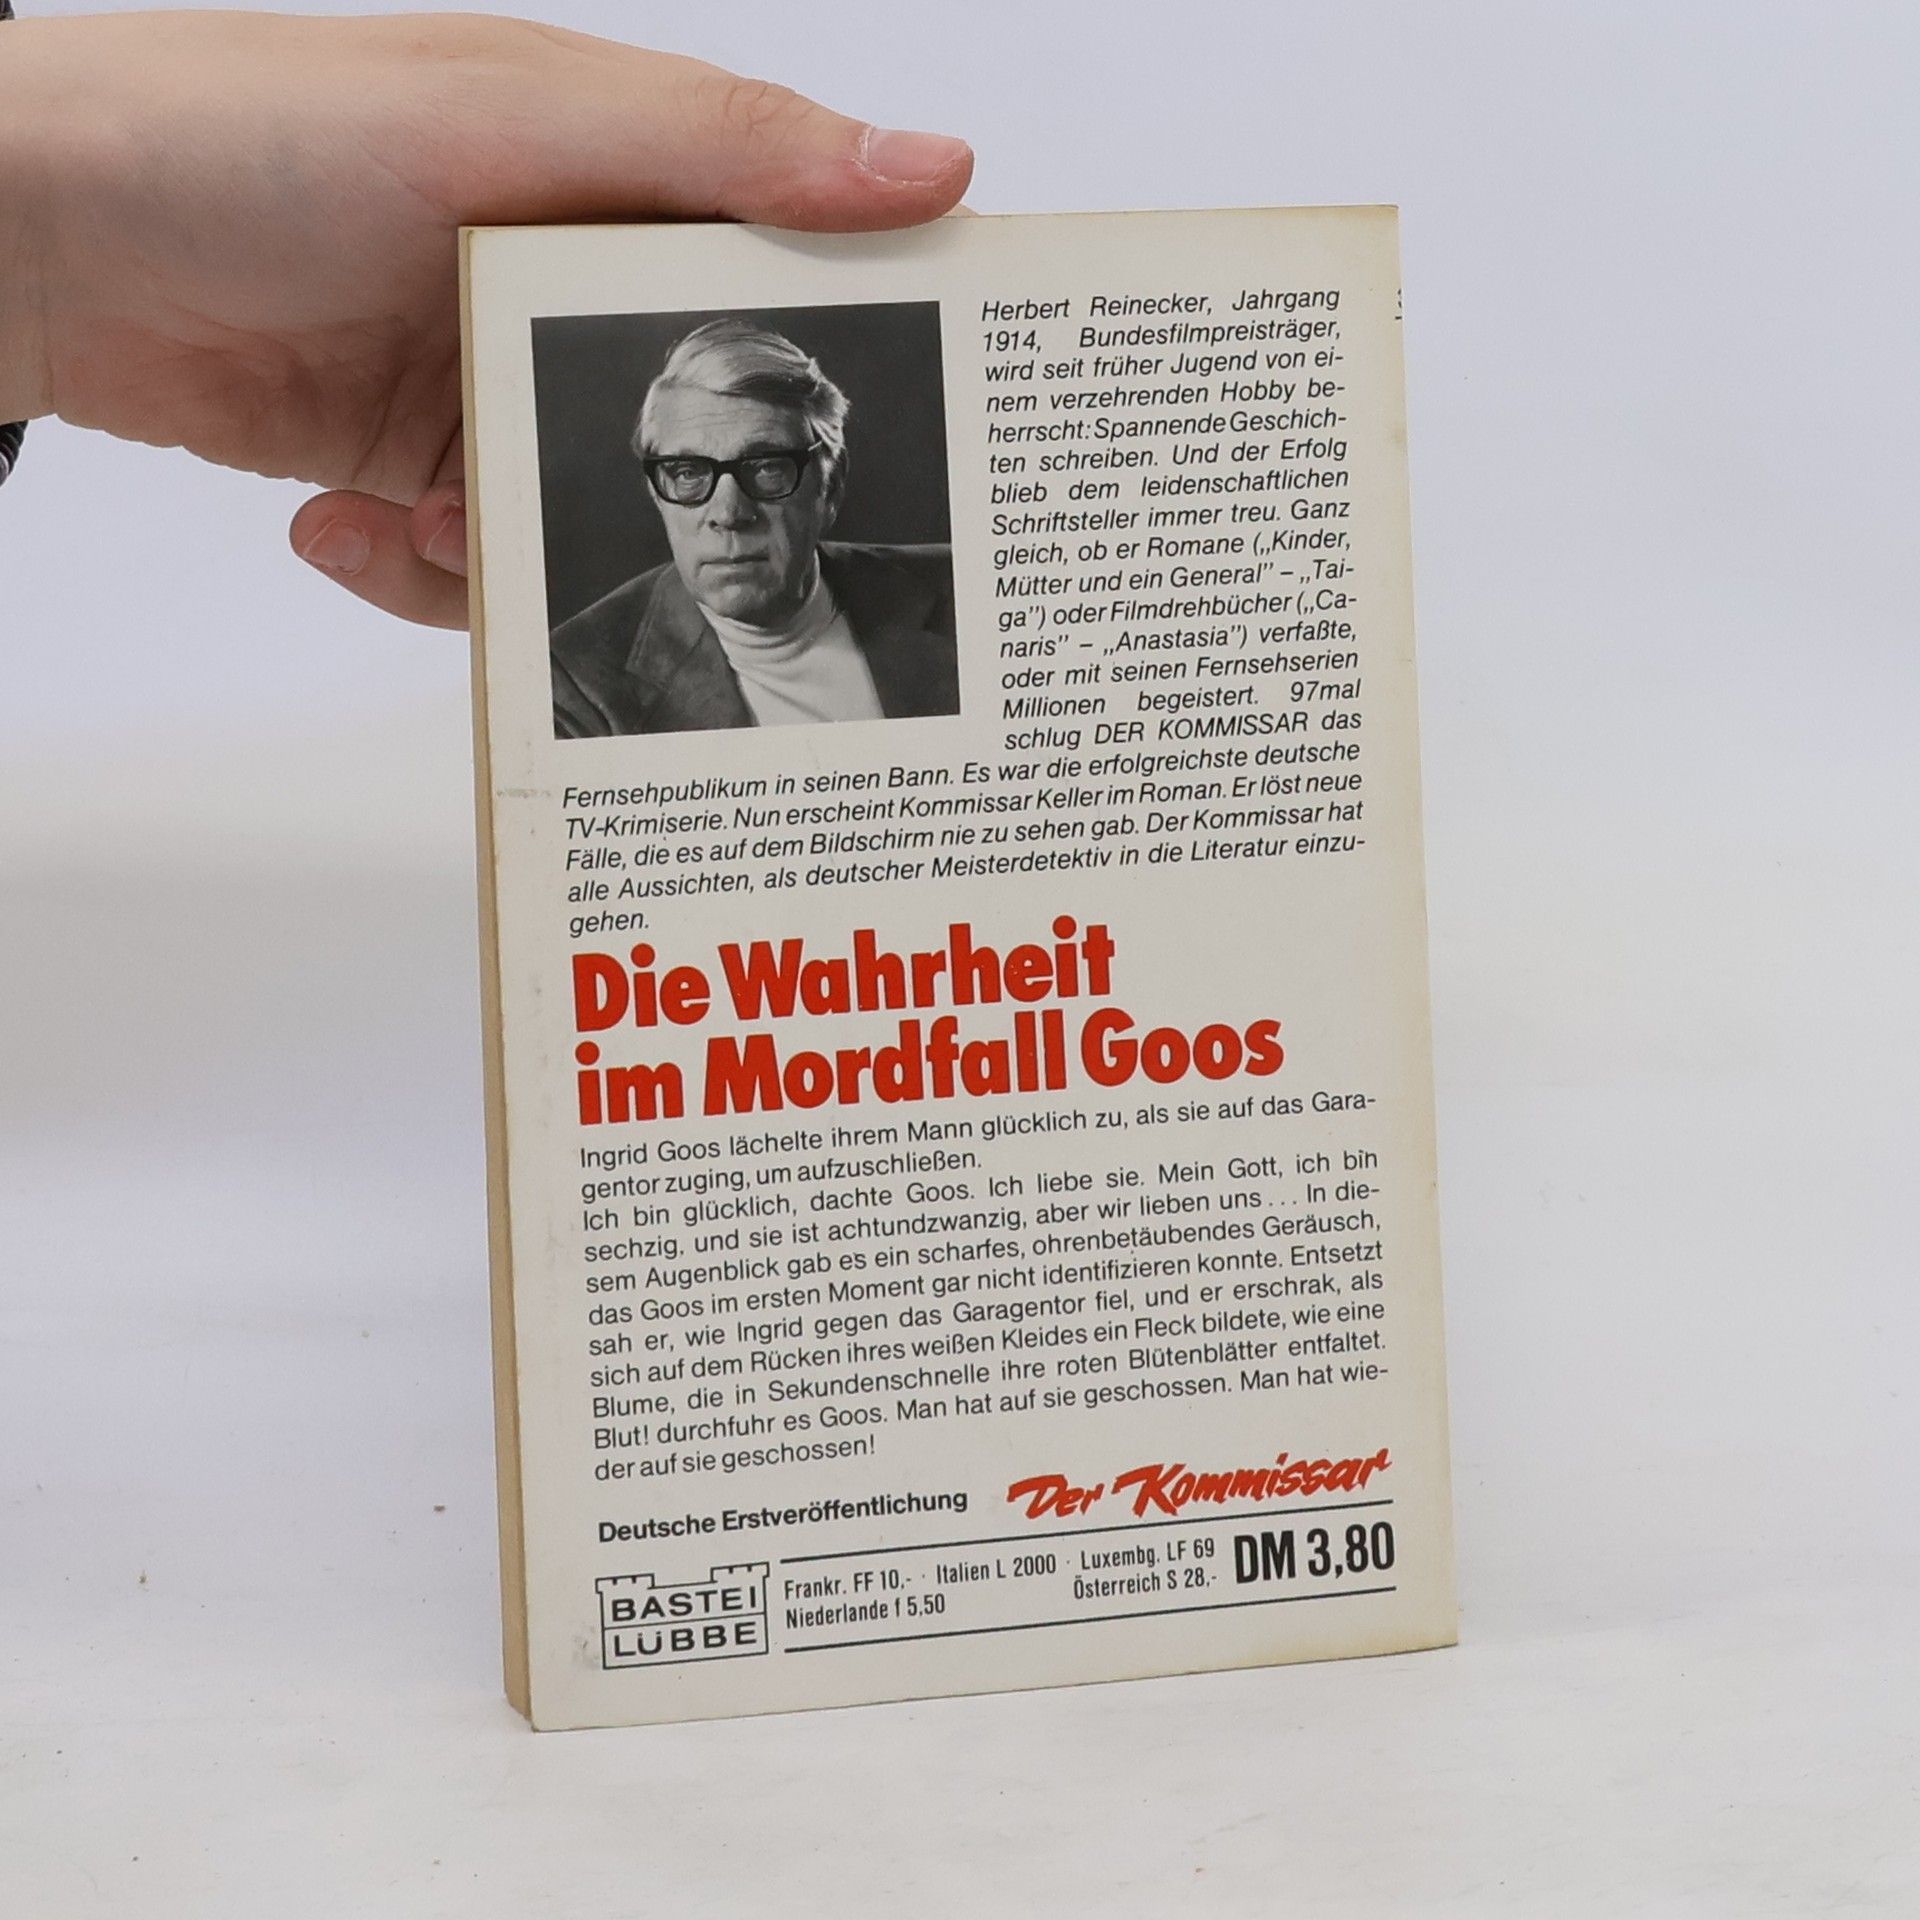 Herbert Reinecker, Jahrgang
1914, Bundesfilmpreisträger,
wird seit früher Jugend von ei-
nem verzehrenden Hobby be-
herrscht: Spannende Geschich-
ten schreiben. Und der Erfolg
blieb dem leidenschaftlichen
Schriftsteller immer treu. Ganz
gleich, ob er Romane („Kinder,
Mütter und ein General” – „Tai-
ga”) oder Filmdrehbücher („Ca-
naris” – „Anastasia”) verfaßte,
oder mit seinen Fernsehserien
Millionen begeistert. 97mal
schlug DER KOMMISSAR das
Fernsehpublikum in seinen Bann. Es war die erfolgreichste deutsche
TV-Krimiserie. Nun erscheint Kommissar Keller im Roman. Er löst neue
Fälle, die es auf dem Bildschirm nie zu sehen gab. Der Kommissar hat
alle Aussichten, als deutscher Meisterdetektiv in die Literatur einzu-
gehen.
Die Wahrheit
im Mordfall Goos
Ingrid Goos lächelte ihrem Mann glücklich zu, als sie auf das Gara-
gentor zuging, um aufzuschließen.
Ich bin glücklich, dachte Goos. Ich liebe sie. Mein Gott, ich bin
sechzig, und sie ist achtundzwanzig, aber wir lieben uns . . . In die-
sem Augenblick gab es ein scharfes, ohrenbetäubendes Geräusch,
das Goos im ersten Moment gar nicht identifizieren konnte. Entsetzt
sah er, wie Ingrid gegen das Garagentor fiel, und er erschrak, als
sich auf dem Rücken ihres weißen Kleides ein Fleck bildete, wie eine
Blume, die in Sekundenschnelle ihre roten Blütenblätter entfaltet.
Blut! durchfuhr es Goos. Man hat auf sie geschossen. Man hat wie-
der auf sie geschossen!
Deutsche Erstveröffentlichung
Der Kommissar
BASTEI
LÜBBE
Frankr. FF 10,- · Italien L 2000 · Luxembg. LF 69
Niederlande f 5,50 Österreich S 28,-
DM 3,80